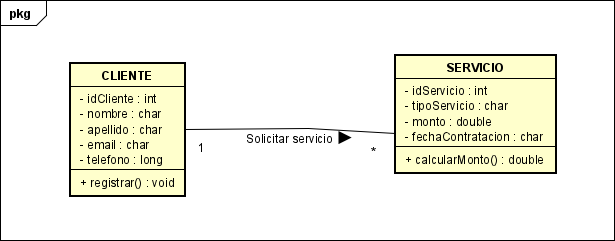 pkg
CLIENTE
- idCliente : int
- nombre : char
- apellido : char
- email : char
- telefono : long
+ registrar() : void
1
Solicitar servicio
*
SERVICIO
- idServicio : int
- tipoServicio : char
- monto : double
- fechaContratacion : char
+ calcularMonto() : double